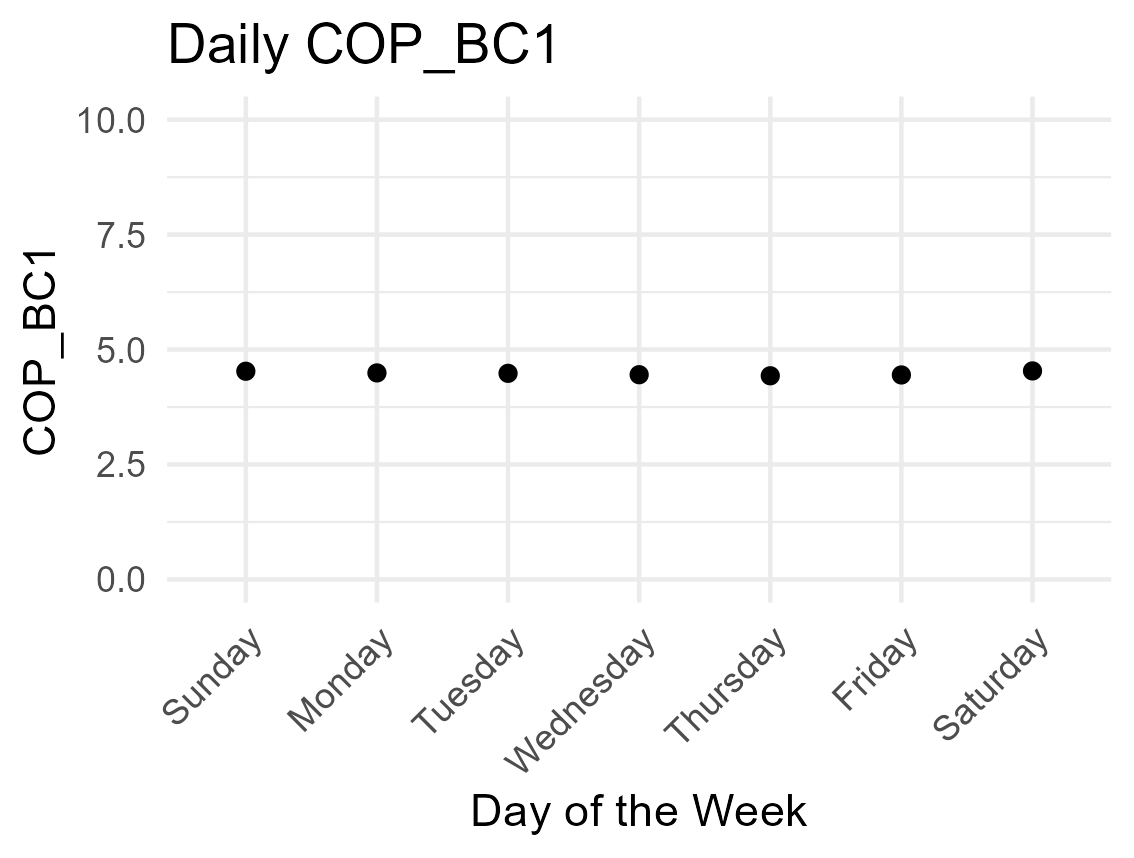 Daily COP_BC1
COP_BC1
10.0
7.5
5.0
2.5
0.0
Sunday
Monday
Tuesday
Wednesday
Thursday
Friday
Saturday
Day of the Week